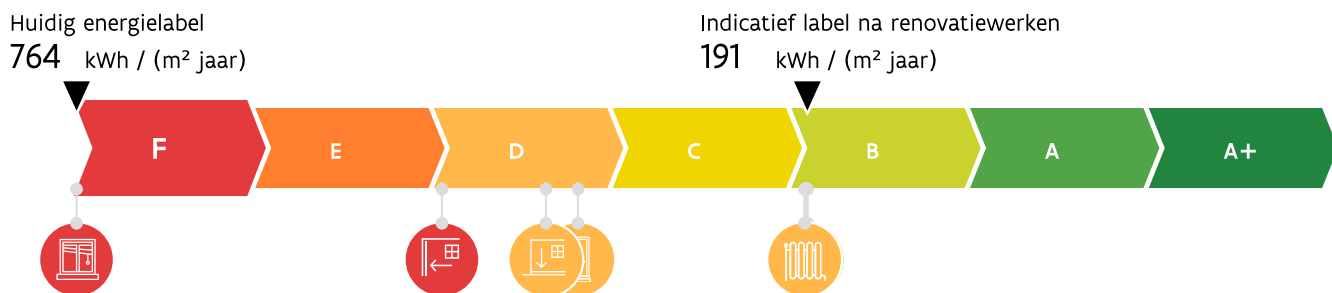 Huidig energielabel
764 kWh / (m² jaar)
Indicatief label na renovatiewerken
191 kWh / (m² jaar)
F E D C B A A+